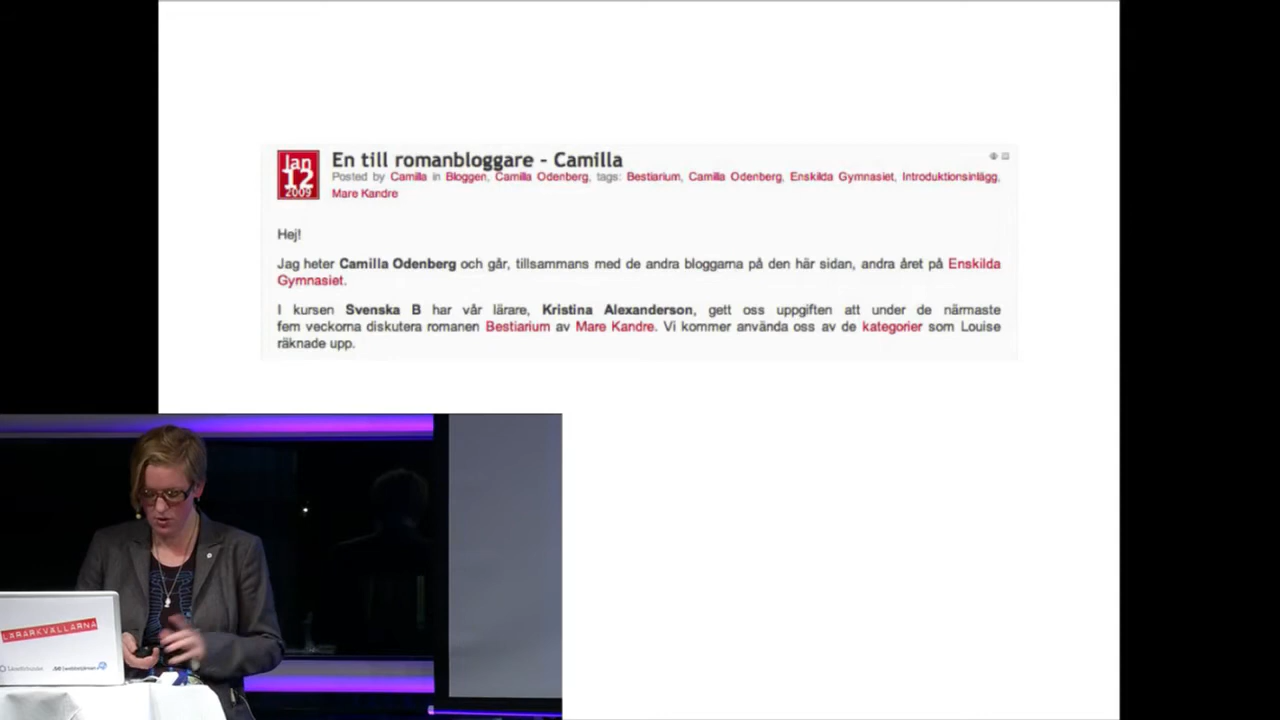 Jan
12
2009
En till romanbloggare - Camilla
Posted by Camilla in Bloggen, Camilla Odenberg, tags: Bestiarium, Camilla Odenberg, Enskilda Gymnasiet, Introduktionsinlägg,
Mare Kandre
Hej!
Jag heter Camilla Odenberg och går, tillsammans med de andra bloggarna på den här sidan, andra året på Enskilda
Gymnasiet.
I kursen Svenska B har vår lärare, Kristina Alexanderson, gett oss uppgiften att under de närmaste
fem veckorna diskutera romanen Bestiarium av Mare Kandre. Vi kommer använda oss av de kategorier som Louise
räknade upp.
LÄRARKVÄLLARNA